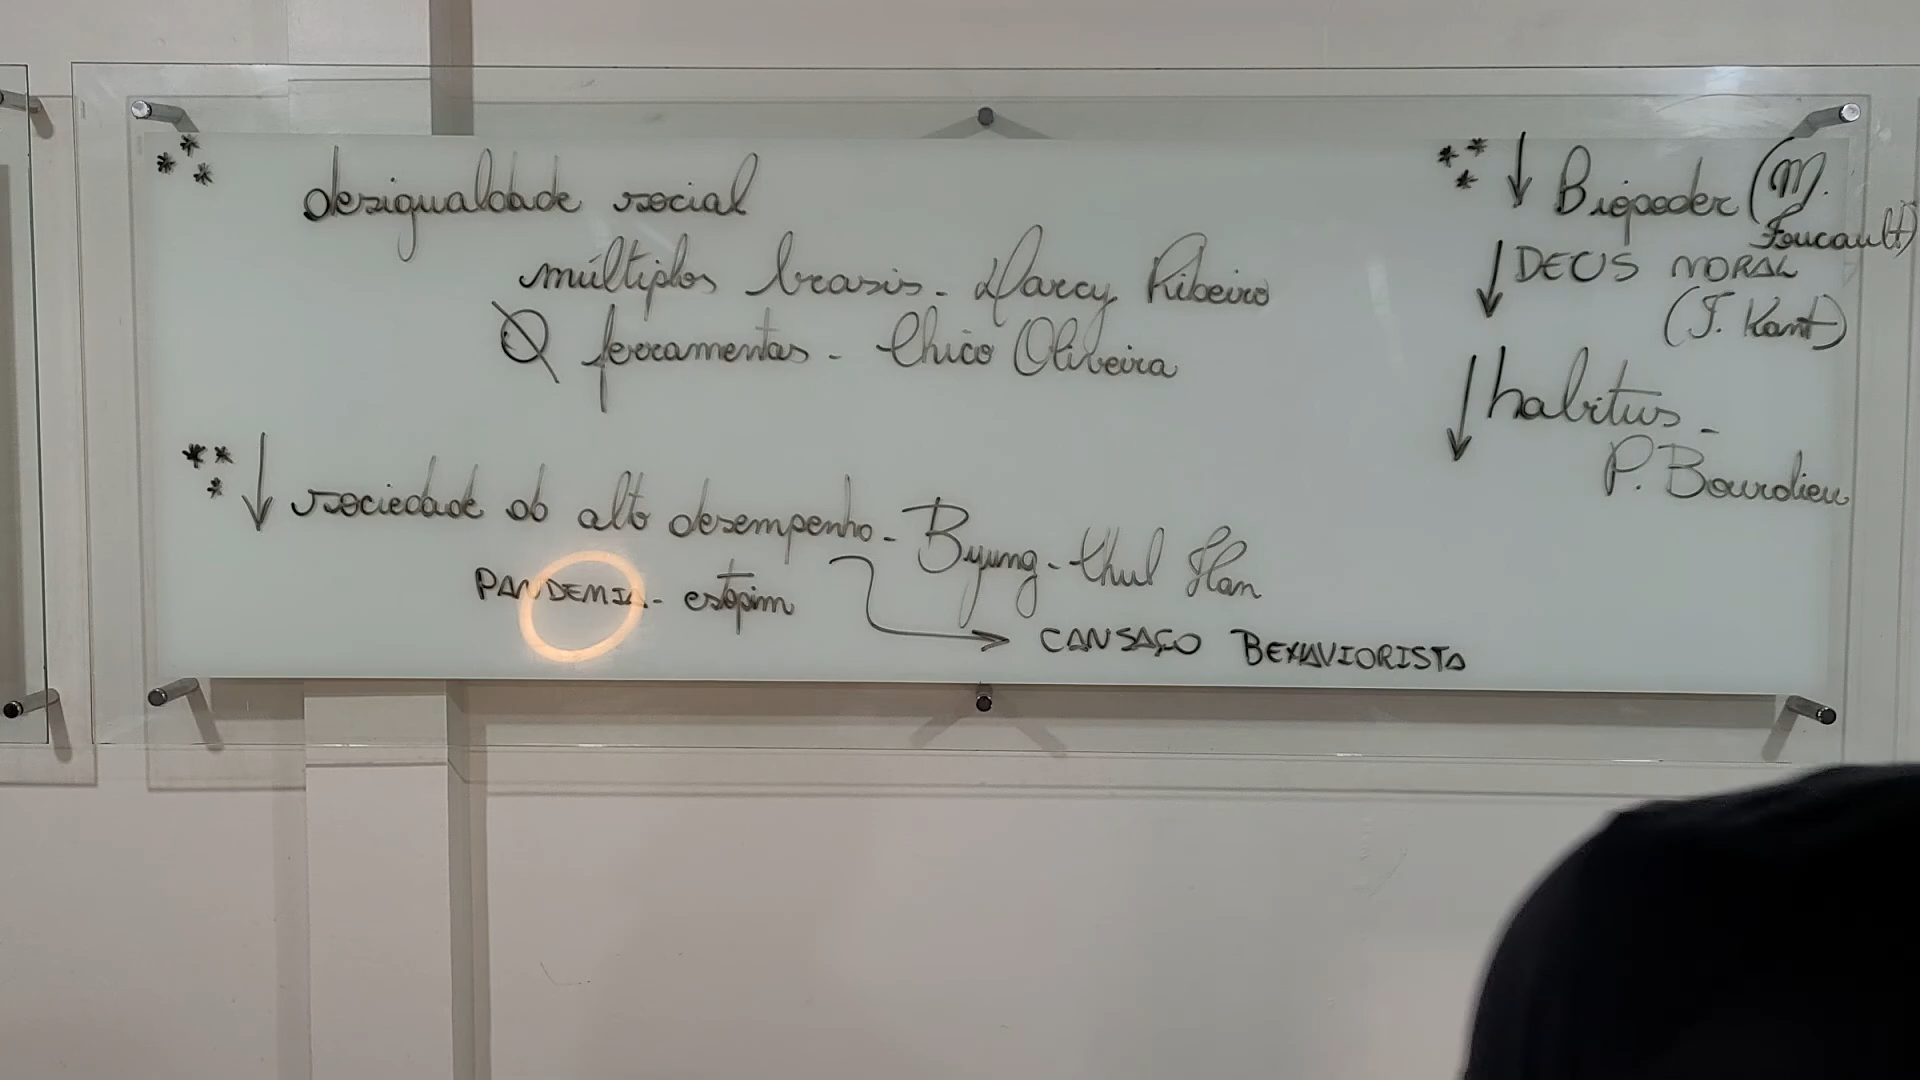 desigualdade social
múltiplos brasis - Darcy Ribeiro
Ø ferramentas - Chico Oliveira
↓ sociedade do alto desempenho - Byung-Chul Han
PANDEMIA - estopim
→ CANSAÇO BEHAVIORISTA
↓ Biopoder (M. Foucault)
↓ DEUS MORAL
(I. Kant)
↓ habitus -
P. Bourdieu